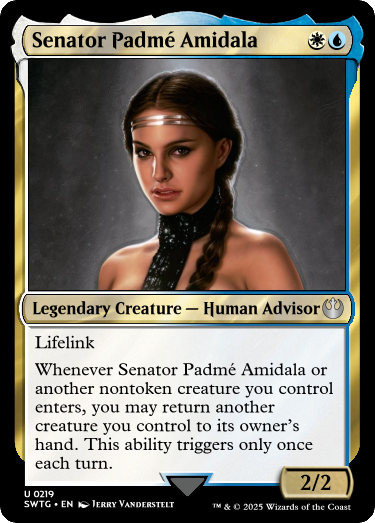 Senator Padmé Amidala
Legendary Creature — Human Advisor
Lifelink
Whenever Senator Padmé Amidala or
another nontoken creature you control
enters, you may return another
creature you control to its owner's
hand. This ability triggers only once
each turn.
2/2
U 0219
SWTG • EN Jerry Vanderstelt
™ & © 2025 Wizards of the Coast